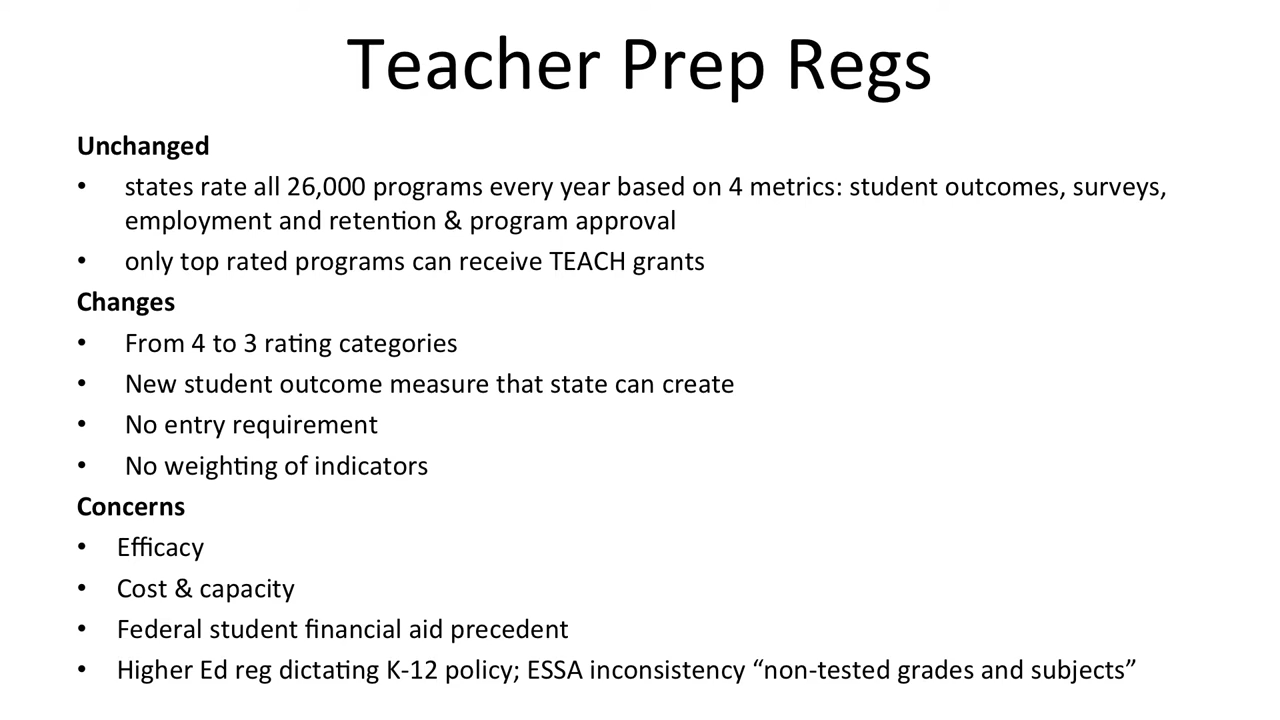 Teacher Prep Regs
Unchanged
• states rate all 26,000 programs every year based on 4 metrics: student outcomes, surveys,
employment and retention & program approval
• only top rated programs can receive TEACH grants
Changes
• From 4 to 3 rating categories
• New student outcome measure that state can create
• No entry requirement
• No weighting of indicators
Concerns
• Efficacy
• Cost & capacity
• Federal student financial aid precedent
• Higher Ed reg dictating K-12 policy; ESSA inconsistency “non-tested grades and subjects”